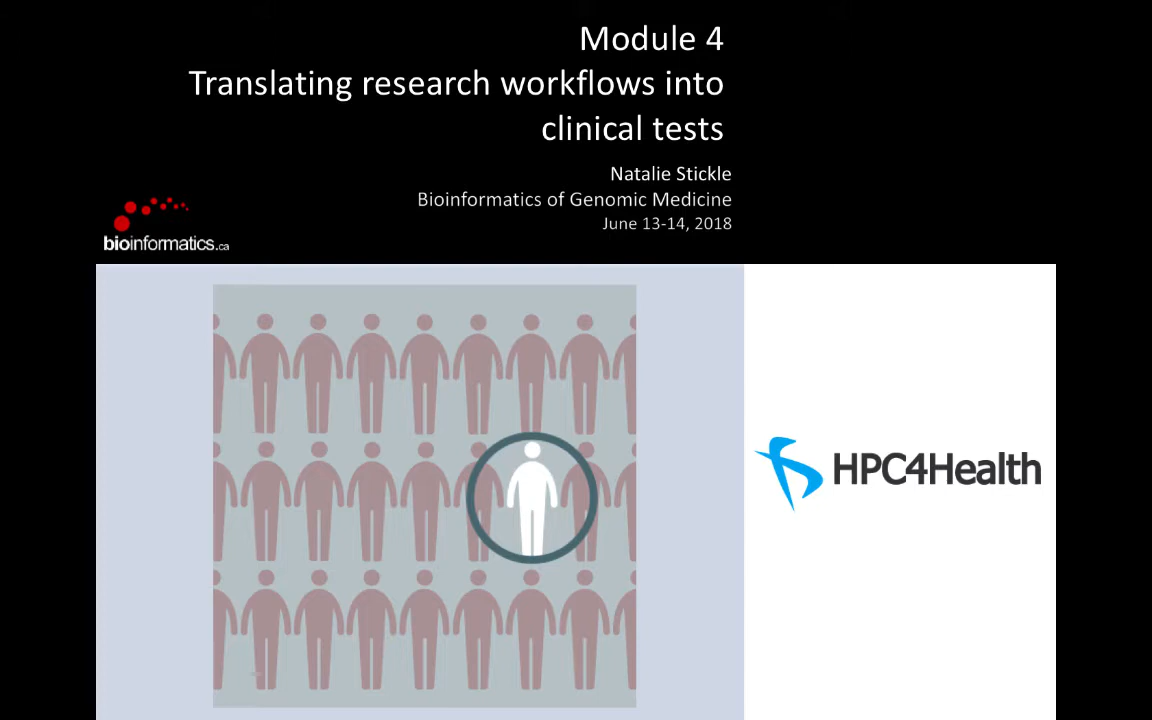 Module 4
Translating research workflows into
clinical tests
Natalie Stickle
Bioinformatics of Genomic Medicine
June 13-14, 2018
bioinformatics.ca
HPC4Health